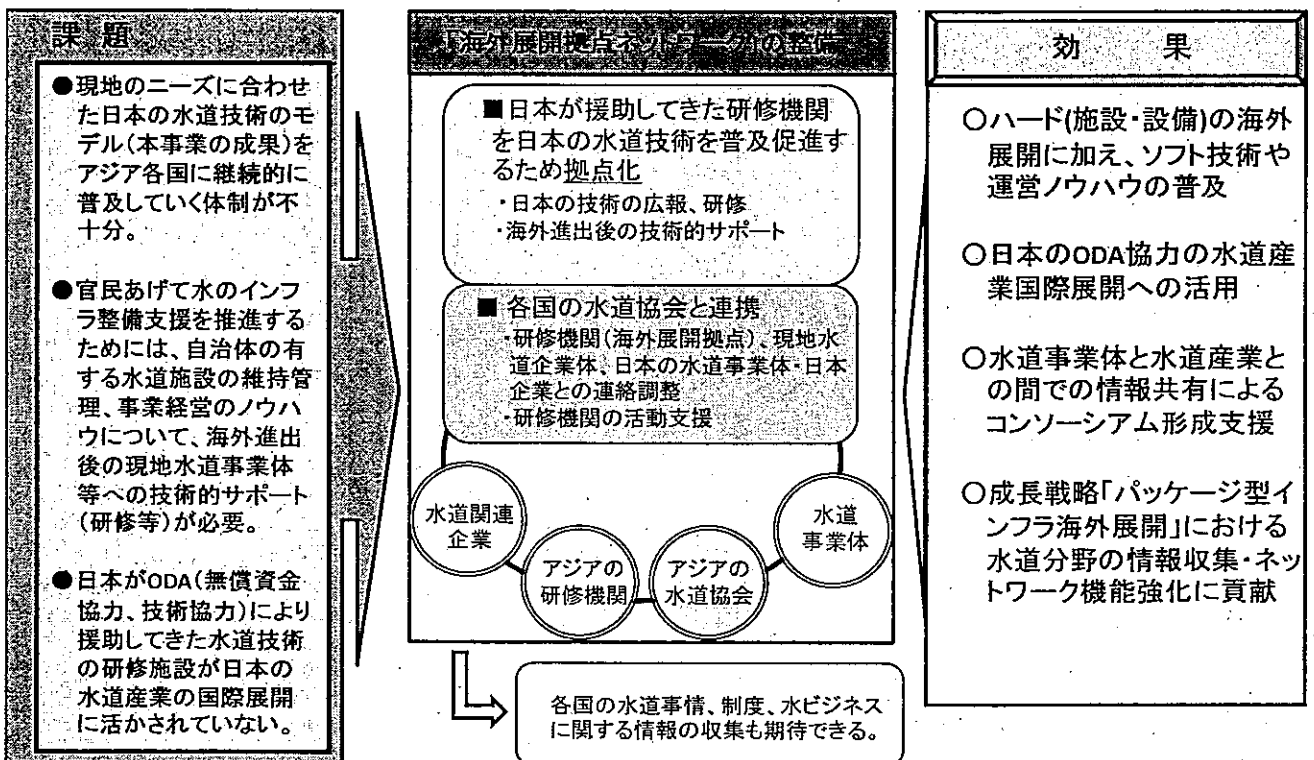 課題
●現地のニーズに合わせ
た日本の水道技術のモ
デル(本事業の成果)を
アジア各国に継続的に
普及していく体制が不
十分。
●官民あげて水のインフ
ラ整備支援を推進する
ためには、自治体の有
する水道施設の維持管
理、事業経営のノウハ
ウについて、海外進出
後の現地水道事業体
等への技術的サポート
(研修等)が必要。
●日本がODA(無償資金
協力、技術協力)により
援助してきた水道技術
の研修施設が日本の
水道産業の国際展開
に活かされていない。
「海外展開拠点ネットワーク」の整備
■日本が援助してきた研修機関
を日本の水道技術を普及促進す
るため拠点化
・日本の技術の広報、研修
・海外進出後の技術的サポート
■ 各国の水道協会と連携
・研修機関(海外展開拠点)、現地水
道企業体、日本の水道事業体・日本
企業との連絡調整
・研修機関の活動支援
水道関連
企業
アジアの
研修機関
アジアの
水道協会
水道
事業体
各国の水道事情、制度、水ビジネス
に関する情報の収集も期待できる。
効 果
○ハード(施設・設備)の海外
展開に加え、ソフト技術や
運営ノウハウの普及
○日本のODA協力の水道産
業国際展開への活用
○水道事業体と水道産業と
の間での情報共有による
コンソーシアム形成支援
○成長戦略「パッケージ型イ
ンフラ海外展開」における
水道分野の情報収集・ネッ
トワーク機能強化に貢献